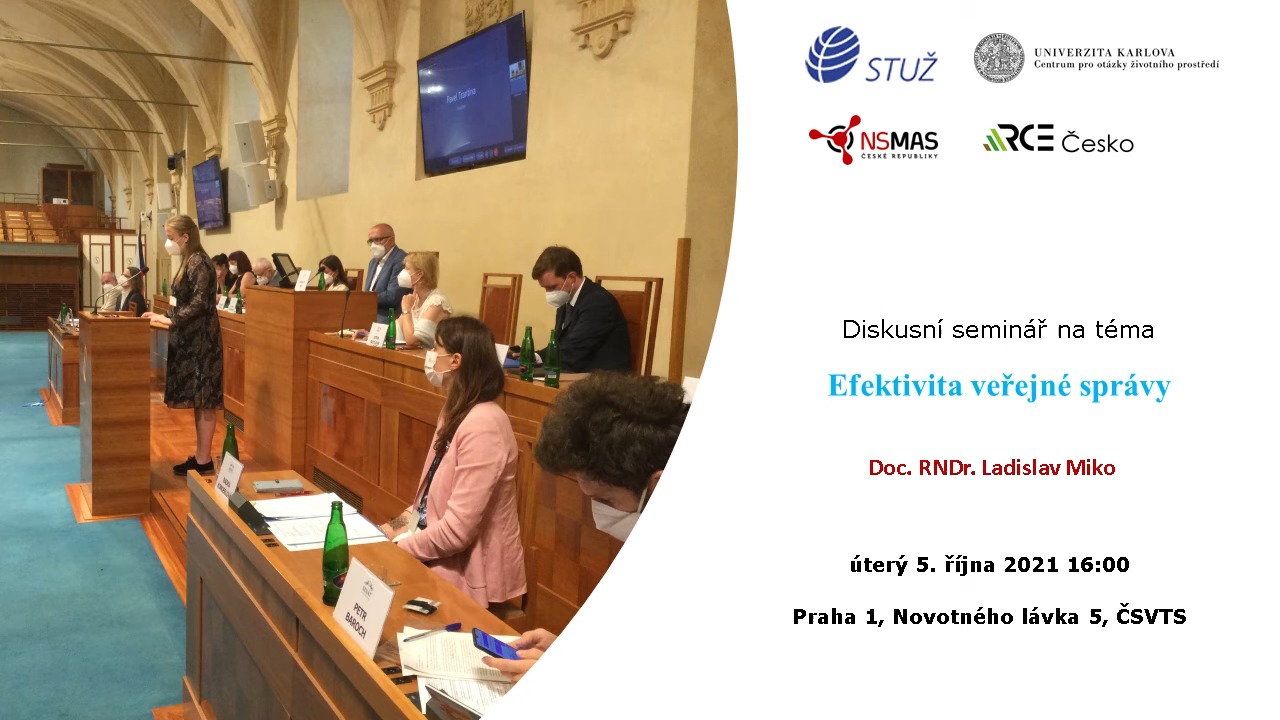 Pavel Tourtina
PETR
BAROCH
STUŽ
UNIVERZITA KARLOVA
Centrum pro otázky životního prostředí
NSMAS
ČESKÉ REPUBLIKY
RCE Česko
Diskusní seminář na téma
Efektivita veřejné správy
Doc. RNDr. Ladislav Miko
úterý 5. října 2021 16:00
Praha 1, Novotného lávka 5, ČSVTS